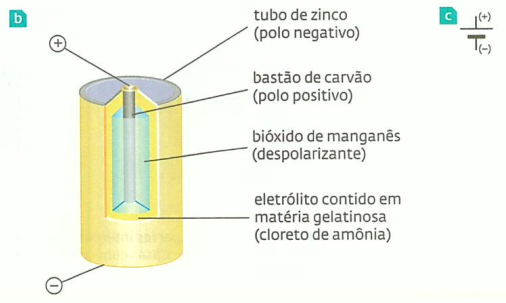 b
tubo de zinco
(polo negativo)
c
(+)
(–)
+
bastão de carvão
(polo positivo)
bióxido de manganês
(despolarizante)
eletrólito contido em
matéria gelatinosa
(cloreto de amônia)
–